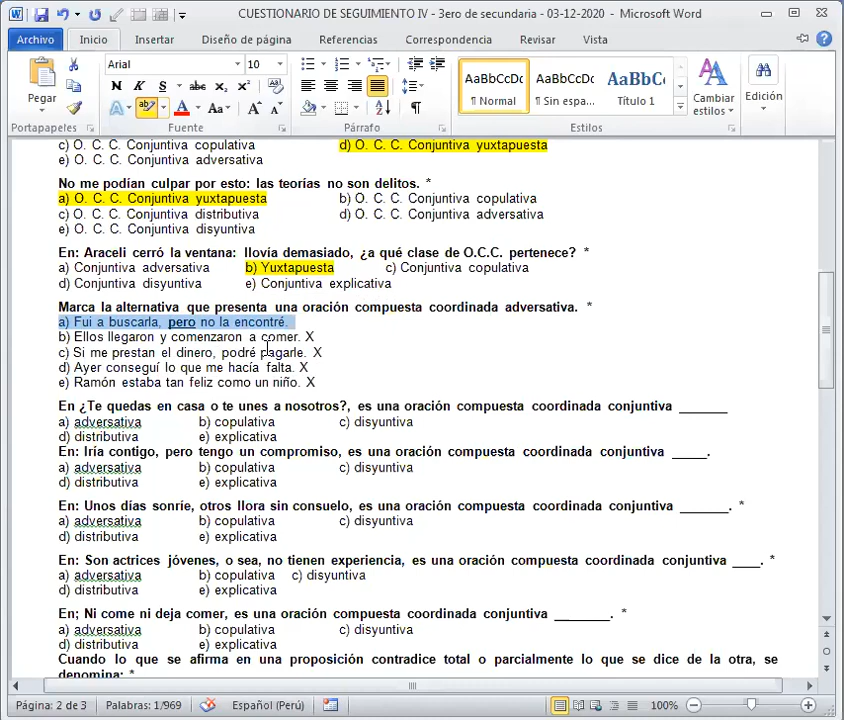 CUESTIONARIO DE SEGUIMIENTO IV - 3ero de secundaria - 03-12-2020 - Microsoft Word
Archivo Inicio Insertar Diseño de página Referencias Correspondencia Revisar Vista
Arial 10
Pegar
AaBbCcDc AaBbCcDc AaBbC
¶ Normal ¶ Sin espa... Título 1
Cambiar estilos
Edición
Portapapeles Fuente Párrafo Estilos
c) O. C. C. Conjuntiva copulativa d) O. C. C. Conjuntiva yuxtapuesta
e) O. C. C. Conjuntiva adversativa
No me podían culpar por esto: las teorías no son delitos. *
a) O. C. C. Conjuntiva yuxtapuesta b) O. C. C. Conjuntiva copulativa
c) O. C. C. Conjuntiva distributiva d) O. C. C. Conjuntiva adversativa
e) O. C. C. Conjuntiva disyuntiva
En: Araceli cerró la ventana: llovía demasiado, ¿a qué clase de O.C.C. pertenece? *
a) Conjuntiva adversativa b) Yuxtapuesta c) Conjuntiva copulativa
d) Conjuntiva disyuntiva e) Conjuntiva explicativa
Marca la alternativa que presenta una oración compuesta coordinada adversativa. *
a) Fui a buscarla, pero no la encontré.
b) Ellos llegaron y comenzaron a comer. X
c) Si me prestan el dinero, podré pagarle. X
d) Ayer conseguí lo que me hacía falta. X
e) Ramón estaba tan feliz como un niño. X
En ¿Te quedas en casa o te unes a nosotros?, es una oración compuesta coordinada conjuntiva _______
a) adversativa b) copulativa c) disyuntiva
d) distributiva e) explicativa
En: Iría contigo, pero tengo un compromiso, es una oración compuesta coordinada conjuntiva _____.
a) adversativa b) copulativa c) disyuntiva
d) distributiva e) explicativa
En: Unos días sonríe, otros llora sin consuelo, es una oración compuesta coordinada conjuntiva _______. *
a) adversativa b) copulativa c) disyuntiva
d) distributiva e) explicativa
En: Son actrices jóvenes, o sea, no tienen experiencia, es una oración compuesta coordinada conjuntiva ____. *
a) adversativa b) copulativa c) disyuntiva
d) distributiva e) explicativa
En; Ni come ni deja comer, es una oración compuesta coordinada conjuntiva ________. *
a) adversativa b) copulativa c) disyuntiva
d) distributiva e) explicativa
Cuando lo que se afirma en una proposición contradice total o parcialmente lo que se dice de la otra, se
denomina: *
Página: 2 de 3 Palabras: 1/969 Español (Perú) 100%